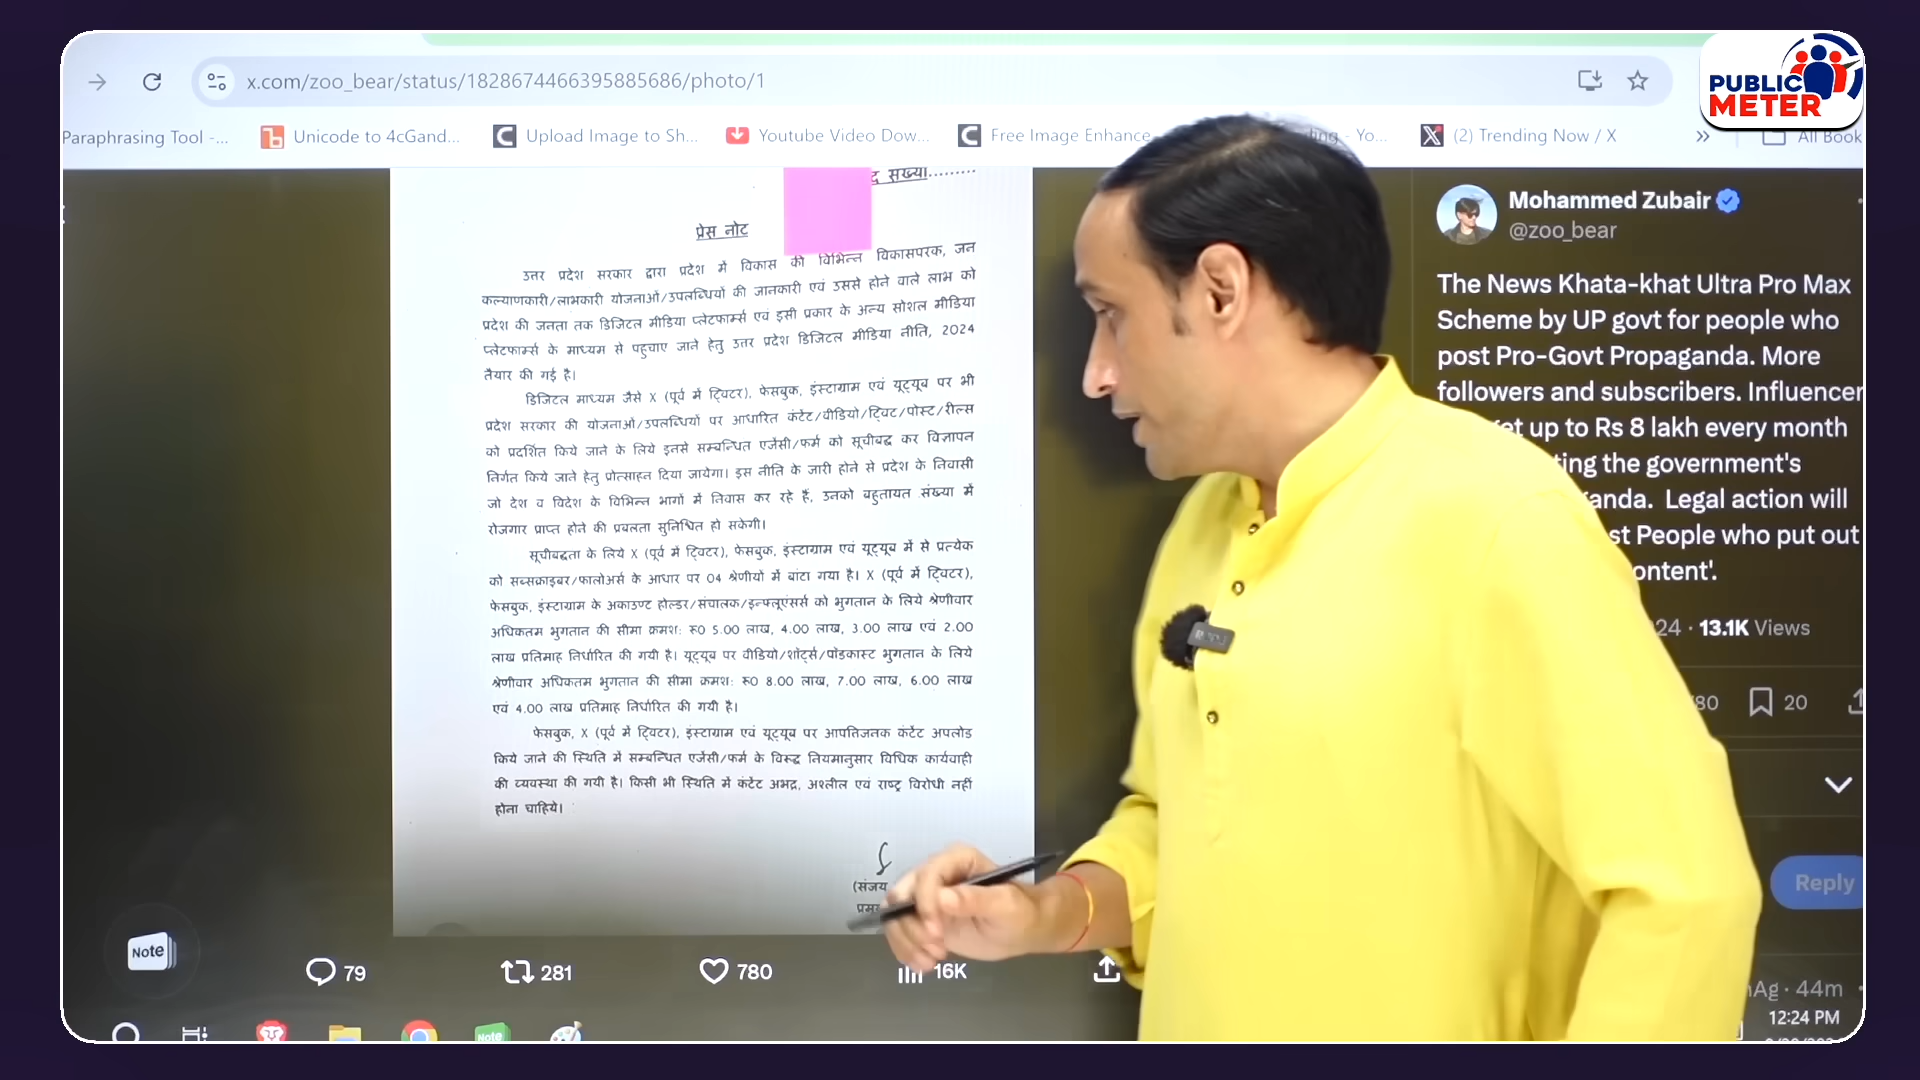 PUBLIC
METER
x.com/zoo_bear/status/1828674466395885686/photo/1
Paraphrasing Tool -...
Unicode to 4cGand...
Upload Image to Sh...
Youtube Video Dow...
Free Image Enhance
ng - Yo...
(2) Trending Now / X
»
All Book
संख्या.........
प्रेस नोट
उत्तर प्रदेश सरकार द्वारा प्रदेश में विकास की विभिन्न विकासपरक, जन
कल्याणकारी/लाभकारी योजनाओं/उपलब्धियों की जानकारी एवं उससे होने वाले लाभ को
प्रदेश की जनता तक डिजिटल मीडिया प्लेटफार्म्स एवं इसी प्रकार के अन्य सोशल मीडिया
प्लेटफार्म्स के माध्यम से पहुचाए जाने हेतु उत्तर प्रदेश डिजिटल मीडिया नीति, 2024
तैयार की गई है।
डिजिटल माध्यम जैसे X (पूर्व में ट्विटर), फेसबुक, इंस्टाग्राम एवं यूट्यूब पर भी
प्रदेश सरकार की योजनाओं/उपलब्धियों पर आधारित कंटेंट/वीडियो/ट्विट/पोस्ट/रील्स
को प्रदर्शित किये जाने के लिये इनसे सम्बन्धित एजेंसी/फर्म को सूचीबद्ध कर विज्ञापन
निर्गत किये जाने हेतु प्रोत्साहन दिया जायेगा। इस नीति के जारी होने से प्रदेश के निवासी
जो देश व विदेश के विभिन्न भागों में निवास कर रहे हैं, उनको बहुतायत संख्या में
रोजगार प्राप्त होने की प्रबलता सुनिश्चित हो सकेगी।
सूचीबद्धता के लिये X (पूर्व में ट्विटर), फेसबुक, इंस्टाग्राम एवं यूट्यूब में से प्रत्येक
को सब्सक्राइबर/फालोअर्स के आधार पर 04 श्रेणीयों में बांटा गया है। X (पूर्व में ट्विटर),
फेसबुक, इंस्टाग्राम के अकाउण्ट होल्डर/संचालक/इन्फ्लूएंसर्स को भुगतान के लिये श्रेणीवार
अधिकतम भुगतान की सीमा क्रमश: रू0 5.00 लाख, 4.00 लाख, 3.00 लाख एवं 2.00
लाख प्रतिमाह निर्धारित की गयी है। यूट्यूब पर वीडियो/शॉर्ट्स/पॉडकास्ट भुगतान के लिये
श्रेणीवार अधिकतम भुगतान की सीमा क्रमश: रू0 8.00 लाख, 7.00 लाख, 6.00 लाख
एवं 4.00 लाख प्रतिमाह निर्धारित की गयी है।
फेसबुक, X (पूर्व में ट्विटर), इंस्टाग्राम एवं यूट्यूब पर आपत्तिजनक कंटेंट अपलोड
किये जाने की स्थिति में सम्बन्धित एजेंसी/फर्म के विरूद्ध नियमानुसार विधिक कार्यवाही
की व्यवस्था की गयी है। किसी भी स्थिति में कंटेंट अभद्र, अश्लील एवं राष्ट्र विरोधी नहीं
होना चाहिये।
(संजय
Mohammed Zubair
@zoo_bear
The News Khata-khat Ultra Pro Max
Scheme by UP govt for people who
post Pro-Govt Propaganda. More
followers and subscribers. Influencer
et up to Rs 8 lakh every month
ting the government's
anda. Legal action will
st People who put out
ontent'.
24 · 13.1K Views
80 20
Reply
Note
79
281
780
16K
Ag · 44m
Note
12:24 PM